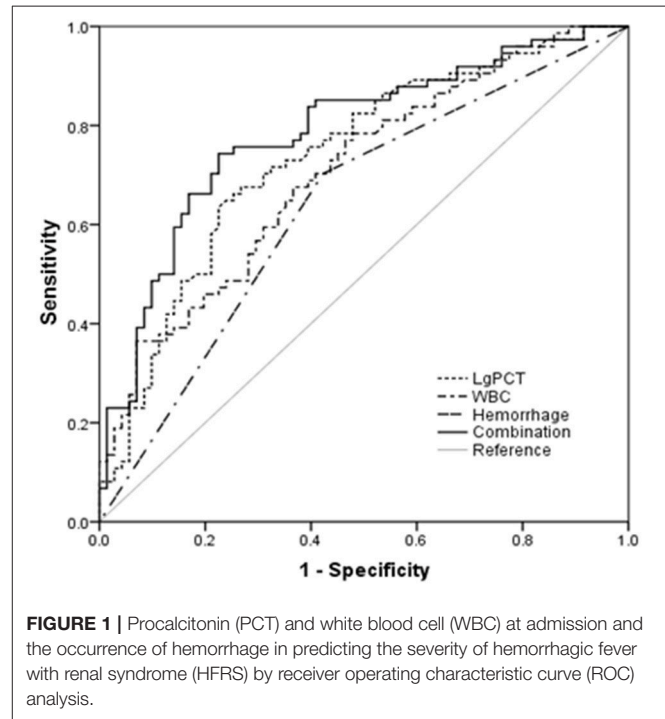 1.0
0.8
0.6
0.4
0.2
0.0
Sensitivity
LgPCT
WBC
Hemorrhage
Combination
Reference
0.0 0.2 0.4 0.6 0.8 1.0
1 - Specificity
FIGURE 1 | Procalcitonin (PCT) and white blood cell (WBC) at admission and
the occurrence of hemorrhage in predicting the severity of hemorrhagic fever
with renal syndrome (HFRS) by receiver operating characteristic curve (ROC)
analysis.